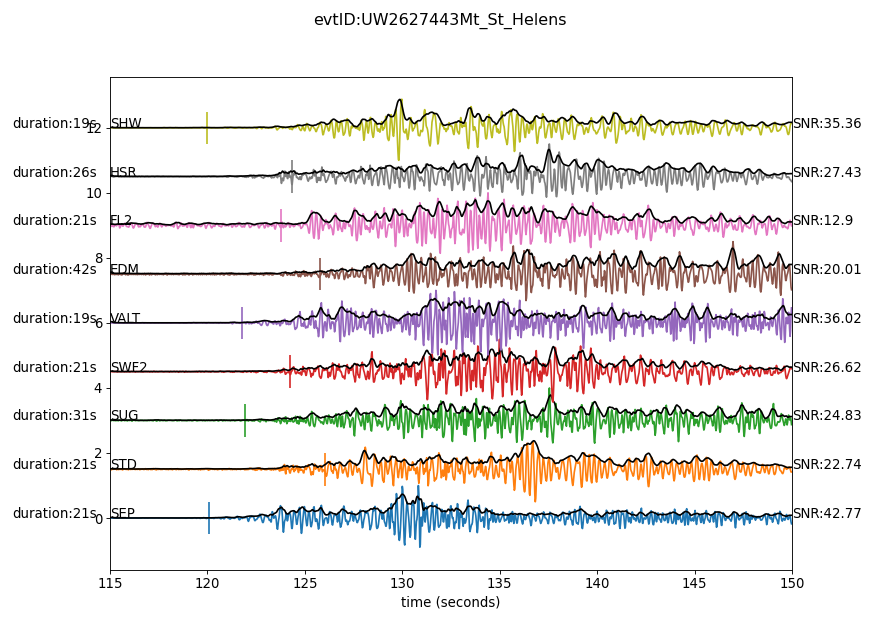 evtID:UW2627443Mt_St_Helens
duration:19s SHW SNR:35.36
12
duration:26s HSR SNR:27.43
10
duration:21s FL2 SNR:12.9
8
duration:42s EDM SNR:20.01
duration:19s VALT SNR:36.02
6
duration:21s SWF2 SNR:26.62
4
duration:31s SUG SNR:24.83
2
duration:21s STD SNR:22.74
duration:21s SEP SNR:42.77
0
115 120 125 130 135 140 145 150
time (seconds)